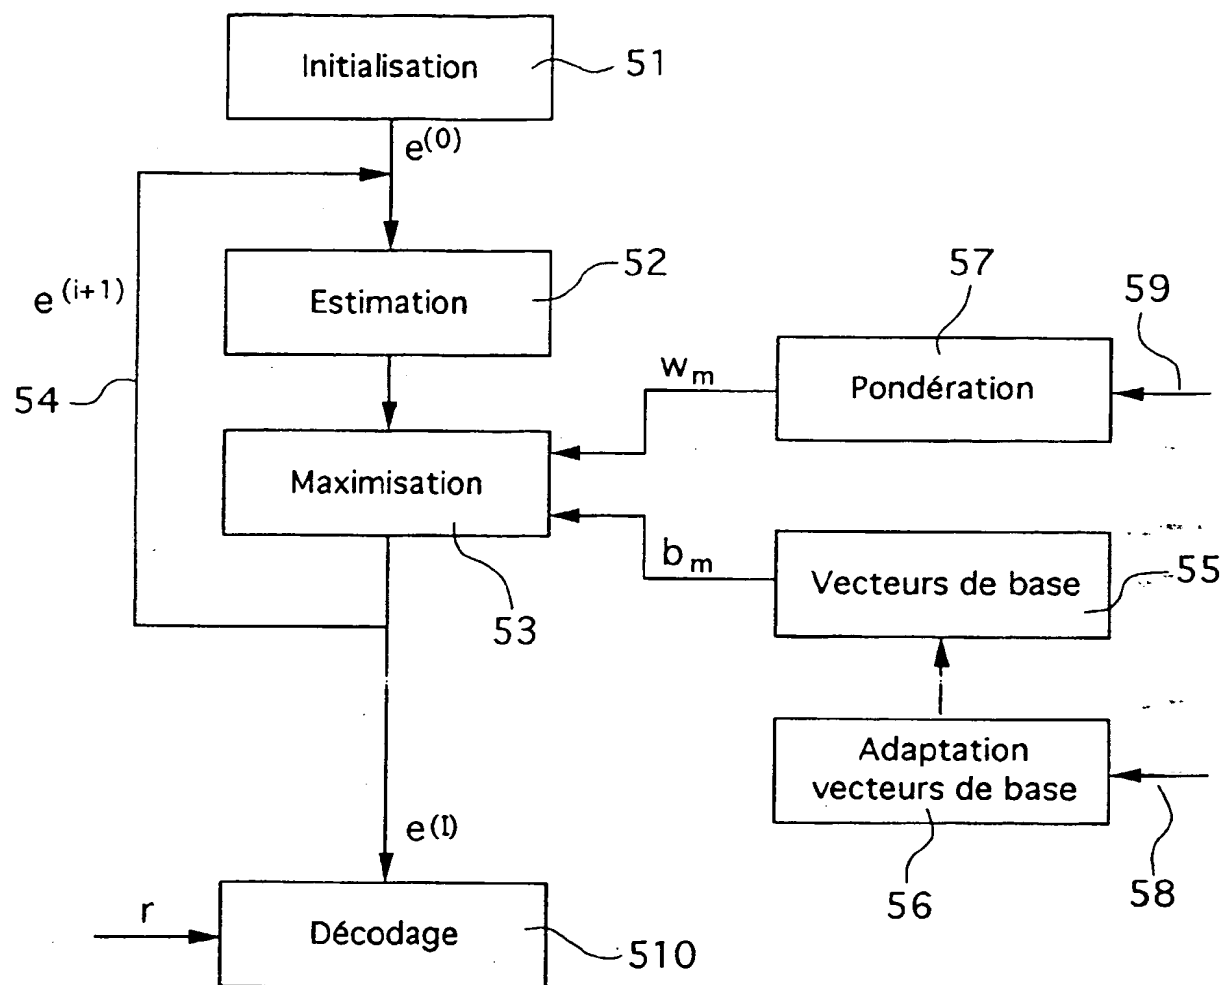 Initialisation
51
e(0)
Estimation
52
e(i+1)
54
57
59
wm
Pondération
Maximisation
53
bm
Vecteurs de base
55
Adaptation
vecteurs de base
56
58
e(I)
r
Décodage
510